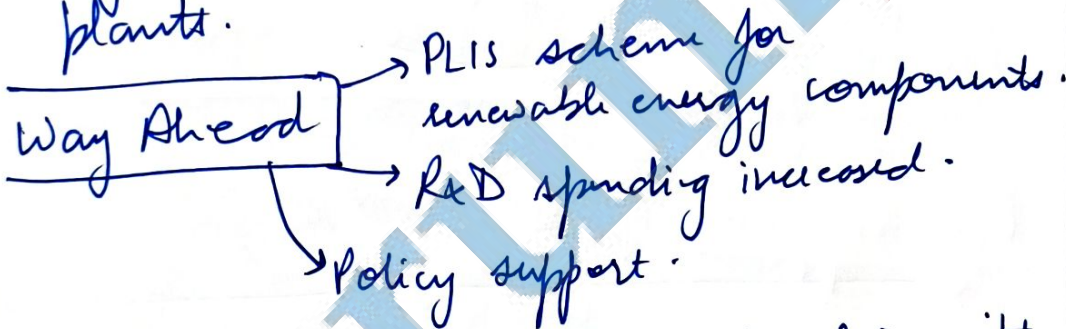 plants.
→ PLIS scheme for
renewable energy components.
Way Ahead
→ R&D spending increased.
→ Policy support.